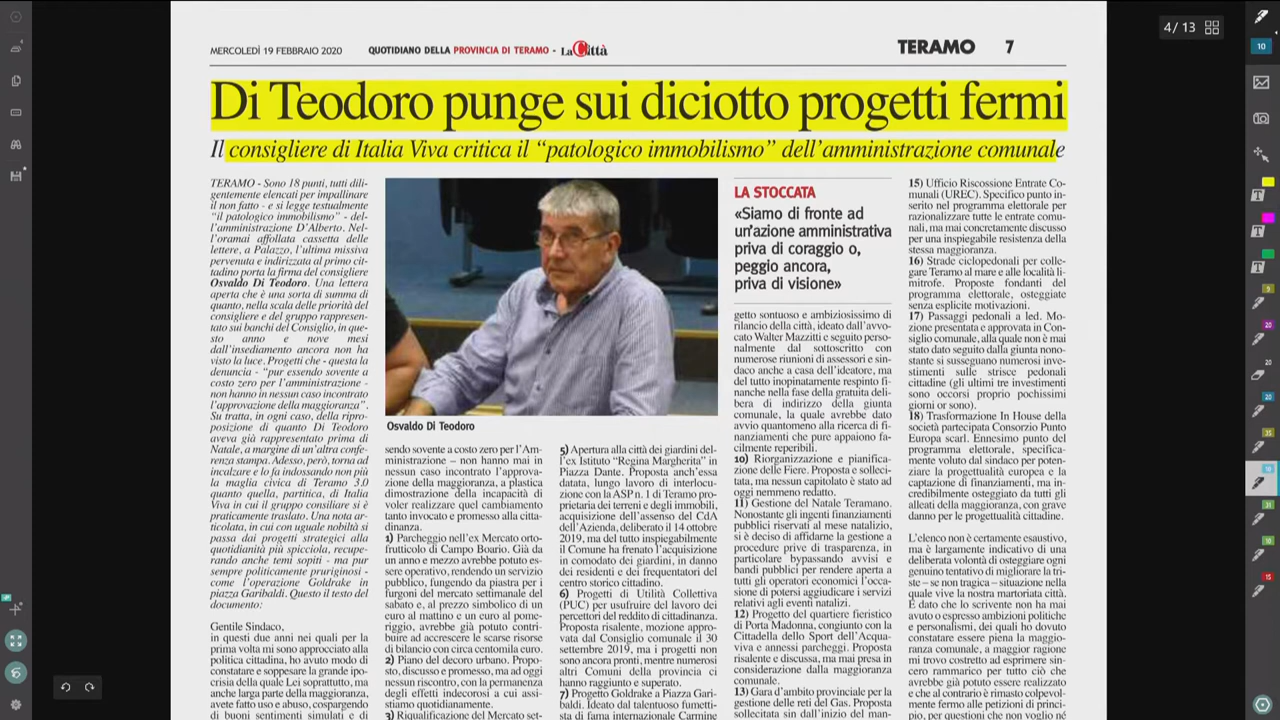 4 / 13
MERCOLEDÌ 19 FEBBRAIO 2020
QUOTIDIANO DELLA PROVINCIA DI TERAMO - La Città
TERAMO 7
Di Teodoro punge sui diciotto progetti fermi
Il consigliere di Italia Viva critica il “patologico immobilismo” dell’amministrazione comunale
TERAMO - Sono 18 punti, tutti dili-
gentemente elencati per impallinare
il non fatto - e si legge testualmente
“il patologico immobilismo” - del-
l’amministrazione D’Alberto. Nel-
l’oramai affollata cassetta delle
lettere, a Palazzo, l’ultima missiva
pervenuta e indirizzata al primo cit-
tadino porta la firma del consigliere
Osvaldo Di Teodoro. Una lettera
aperta che è una sorta di summa di
quanto, nella scala delle priorità del
consigliere e del gruppo rappresen-
tato sui banchi del Consiglio, in que-
sto anno e nove mesi
dall’insediamento ancora non ha
visto la luce. Progetti che - questa la
denuncia - “pur essendo sovente a
costo zero per l’amministrazione -
non hanno in nessun caso incontrato
l’approvazione della maggioranza”.
Su tratta, in ogni caso, della ripro-
posizione di quanto Di Teodoro
aveva già rappresentato prima di
Natale, a margine di un’altra confe-
renza stampa. Adesso, però, torna ad
incalzare e lo fa indossando non più
la maglia civica di Teramo 3.0
quanto quella, partitica, di Italia
Viva in cui il gruppo consiliare si è
praticamente traslato. Una nota ar-
ticolata, in cui con uguale nobiltà si
passa dai progetti strategici alla
quotidianità più spicciola, recupe-
rando anche temi sopiti - ma pur
sempre politicamente pruriginosi -
come l’operazione Goldrake in
piazza Garibaldi. Questo il testo del
documento:
Gentile Sindaco,
in questi due anni nei quali per la
prima volta mi sono approcciato alla
politica cittadina, ho avuto modo di
constatare e soppesare la grande ipo-
crisia della quale Lei soprattutto, ma
anche larga parte della maggioranza,
avete fatto uso e abuso, cospargendo
di buoni sentimenti simulati e di
Osvaldo Di Teodoro
sendo sovente a costo zero per l’Am-
ministrazione – non hanno mai in
nessun caso incontrato l’approva-
zione della maggioranza, a plastica
dimostrazione della incapacità di
voler realizzare quel cambiamento
tanto invocato e promesso alla citta-
dinanza.
1) Parcheggio nell’ex Mercato orto-
frutticolo di Campo Boario. Già da
un anno e mezzo avrebbe potuto es-
sere operativo, rendendo un servizio
pubblico, fungendo da piastra per i
furgoni del mercato settimanale del
sabato e, al prezzo simbolico di un
euro al mattino e un euro al pome-
riggio, avrebbe già potuto contri-
buire ad accrescere le scarse risorse
di bilancio con circa centomila euro.
2) Piano del decoro urbano. Propo-
sto, discusso e promesso, ma ad oggi
nessun riscontro, con la permanenza
degli effetti indecorosi a cui assi-
stiamo quotidianamente.
3) Riqualificazione del Mercato set-
5) Apertura alla città dei giardini del-
l’ex Istituto “Regina Margherita” in
Piazza Dante. Proposta anch’essa
datata, lungo lavoro di interlocu-
zione con la ASP n. 1 di Teramo pro-
prietaria dei terreni e degli immobili,
acquisizione dell’assenso del CdA
dell’Azienda, deliberato il 14 ottobre
2019, ma del tutto inspiegabilmente
il Comune ha frenato l’acquisizione
in comodato dei giardini, in danno
dei residenti e dei frequentatori del
centro storico cittadino.
6) Progetti di Utilità Collettiva
(PUC) per usufruire del lavoro dei
percettori del reddito di cittadinanza.
Proposta risalente, mozione appro-
vata dal Consiglio comunale il 30
settembre 2019, ma i progetti non
sono ancora pronti, mentre numerosi
altri Comuni della provincia ci
hanno raggiunto e superato.
7) Progetto Goldrake a Piazza Gari-
baldi. Ideato dal talentuoso fumetti-
sta di fama internazionale Carmine
LA STOCCATA
«Siamo di fronte ad
un’azione amministrativa
priva di coraggio o,
peggio ancora,
priva di visione»
getto sontuoso e ambiziosissimo di
rilancio della città, ideato dall’avvo-
cato Walter Mazzitti e seguito perso-
nalmente dal sottoscritto con
numerose riunioni di assessori e sin-
daco anche a casa dell’ideatore, ma
del tutto inopinatamente respinto fi-
nanche nella fase della gratuita deli-
bera di indirizzo della giunta
comunale, la quale avrebbe dato
avvio quantomeno alla ricerca di fi-
nanziamenti che pure appaiono fa-
cilmente reperibili.
10) Riorganizzazione e pianifica-
zione delle Fiere. Proposta e solleci-
tata, ma nessun capitolato è stato ad
oggi nemmeno redatto.
11) Gestione del Natale Teramano.
Nonostante gli ingenti finanziamenti
pubblici riservati al mese natalizio,
si è deciso di affidarne la gestione a
procedure prive di trasparenza, in
particolare bypassando avvisi e
bandi pubblici per rendere aperta a
tutti gli operatori economici l’occa-
sione di potersi aggiudicare i servizi
relativi agli eventi natalizi.
12) Progetto del quartiere fieristico
di Porta Madonna, congiunto con la
Cittadella dello Sport dell’Acqua-
viva e annessi parcheggi. Proposta
risalente e discussa, ma mai presa in
considerazione dalla maggioranza
comunale.
13) Gara d’ambito provinciale per la
gestione delle reti del Gas. Proposta
sollecitata sin dall’inizio del man-
15) Ufficio Riscossione Entrate Co-
munali (UREC). Specifico punto in-
serito nel programma elettorale per
razionalizzare tutte le entrate comu-
nali, ma mai concretamente discusso
per una inspiegabile resistenza della
stessa maggioranza.
16) Strade ciclopedonali per colle-
gare Teramo al mare e alle località li-
mitrofe. Proposte fondanti del
programma elettorale, osteggiate
senza esplicite motivazioni.
17) Passaggi pedonali a led. Mo-
zione presentata e approvata in Con-
siglio comunale, alla quale non è mai
stato dato seguito dalla giunta nono-
stante si susseguano numerosi inve-
stimenti sulle strisce pedonali
cittadine (gli ultimi tre investimenti
sono occorsi proprio pochissimi
giorni or sono).
18) Trasformazione In House della
società partecipata Consorzio Punto
Europa scarl. Ennesimo punto del
programma elettorale, specifica-
mente voluto dal sindaco per poten-
ziare la progettualità europea e la
captazione di finanziamenti, ma in-
credibilmente osteggiato da tutti gli
alleati della maggioranza, con grave
danno per le progettualità cittadine.
L’elenco non è certamente esaustivo,
ma è largamente indicativo di una
deliberata volontà di osteggiare ogni
genuino tentativo di migliorare la tri-
ste – se non tragica – situazione nella
quale vive la nostra martoriata città.
È dato che lo scrivente non ha mai
avuto o espresso ambizioni politiche
e personalismi, dei quali ho dovuto
constatare essere piena la maggio-
ranza comunale, a maggior ragione
mi trovo costretto ad esprimere sin-
cero rammarico per tutto ciò che
avrebbe potuto essere realizzato
e che al contrario è rimasto colpevol-
mente fermo alle petizioni di princi-
pio, per questioni che non voglio né